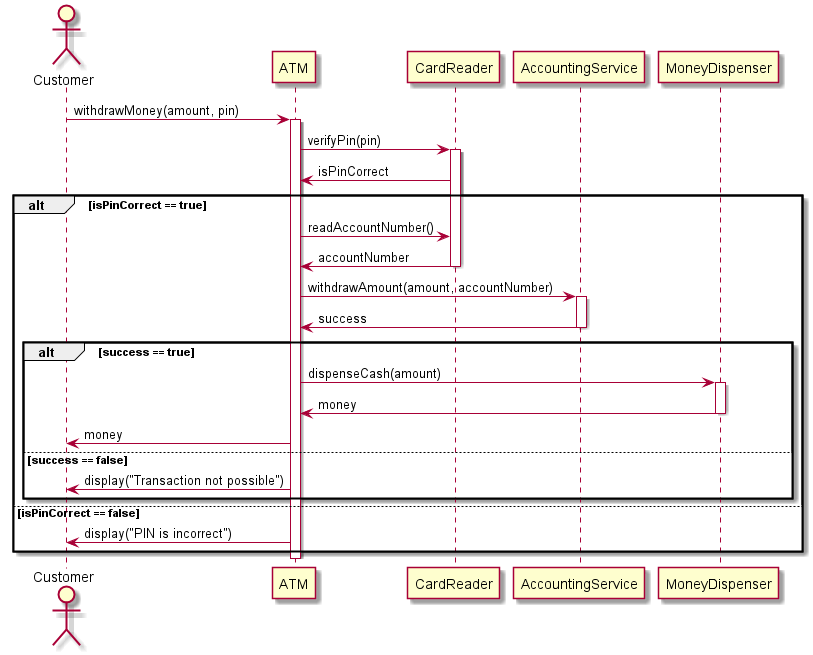 Customer
ATM
CardReader
AccountingService
MoneyDispenser
withdrawMoney(amount, pin)
verifyPin(pin)
isPinCorrect
alt
[isPinCorrect == true]
readAccountNumber()
accountNumber
withdrawAmount(amount, accountNumber)
success
alt
[success == true]
dispenseCash(amount)
money
money
[success == false]
display("Transaction not possible")
[isPinCorrect == false]
display("PIN is incorrect")
Customer
ATM
CardReader
AccountingService
MoneyDispenser